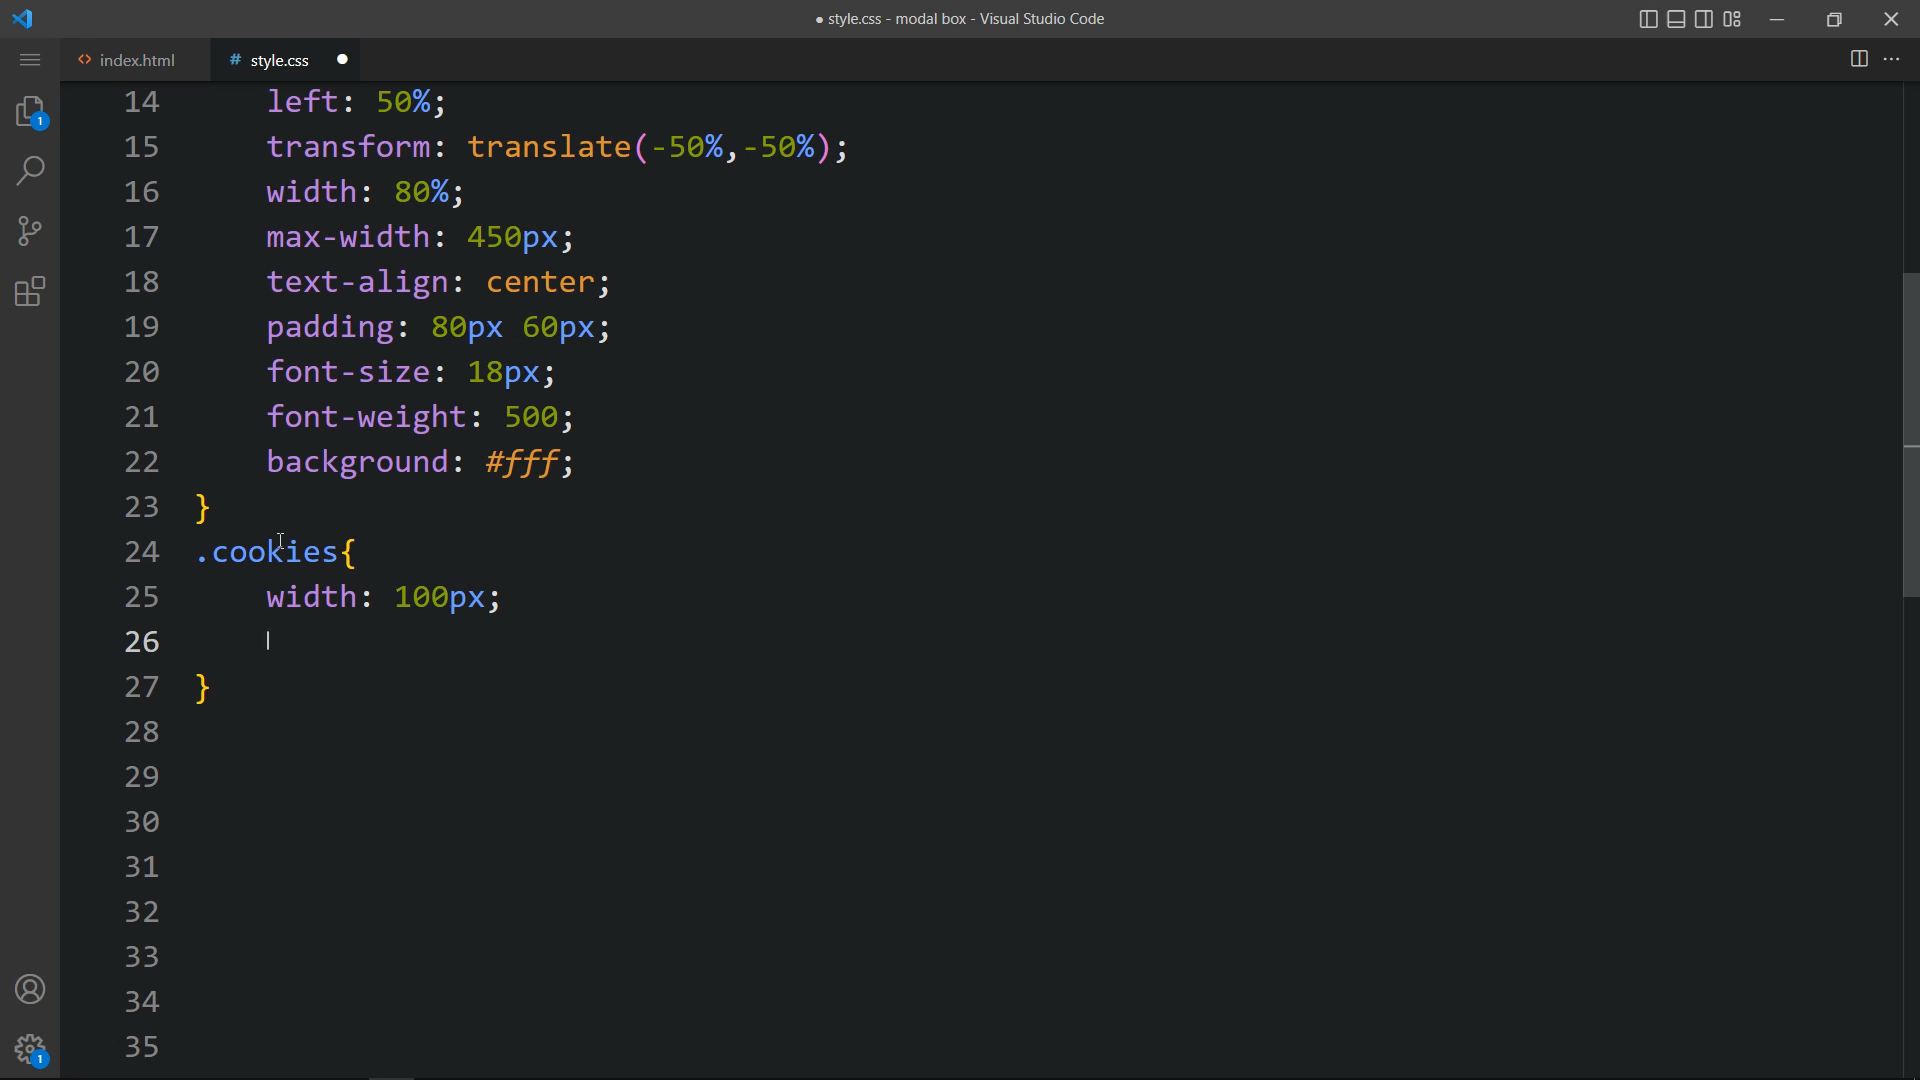 ● style.css - modal box - Visual Studio Code
index.html
# style.css ●
14 left: 50%;
15 transform: translate(-50%,-50%);
16 width: 80%;
17 max-width: 450px;
18 text-align: center;
19 padding: 80px 60px;
20 font-size: 18px;
21 font-weight: 500;
22 background: #fff;
23 }
24 .cookies{
25 width: 100px;
26
27 }
28
29
30
31
32
33
34
35
1
1